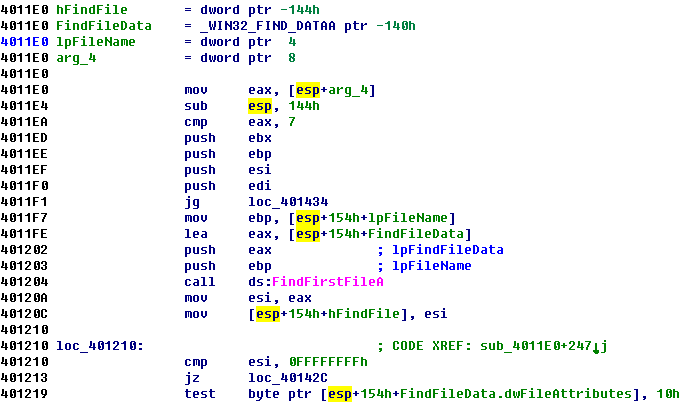 4011E0 hFindFile = dword ptr -144h
4011E0 FindFileData = _WIN32_FIND_DATAA ptr -140h
4011E0 lpFileName = dword ptr 4
4011E0 arg_4 = dword ptr 8
4011E0
4011E0 mov eax, [esp+arg_4]
4011E4 sub esp, 144h
4011EA cmp eax, 7
4011ED push ebx
4011EE push ebp
4011EF push esi
4011F0 push edi
4011F1 jg loc_401434
4011F7 mov ebp, [esp+154h+lpFileName]
4011FE lea eax, [esp+154h+FindFileData]
401202 push eax ; lpFindFileData
401203 push ebp ; lpFileName
401204 call ds:FindFirstFileA
40120A mov esi, eax
40120C mov [esp+154h+hFindFile], esi
401210
401210 loc_401210: ; CODE XREF: sub_4011E0+247↓j
401210 cmp esi, 0FFFFFFFFh
401213 jz loc_40142C
401219 test byte ptr [esp+154h+FindFileData.dwFileAttributes], 10h